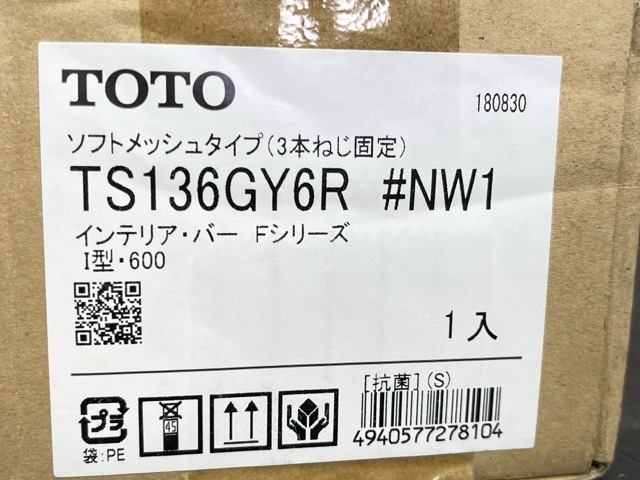 TOTO
180830
ソフトメッシュタイプ(3本ねじ固定)
TS136GY6R #NW1
インテリア・バー Fシリーズ
I型・600
1入
[抗菌](S)
プラ
45
袋:PE
4940577278104